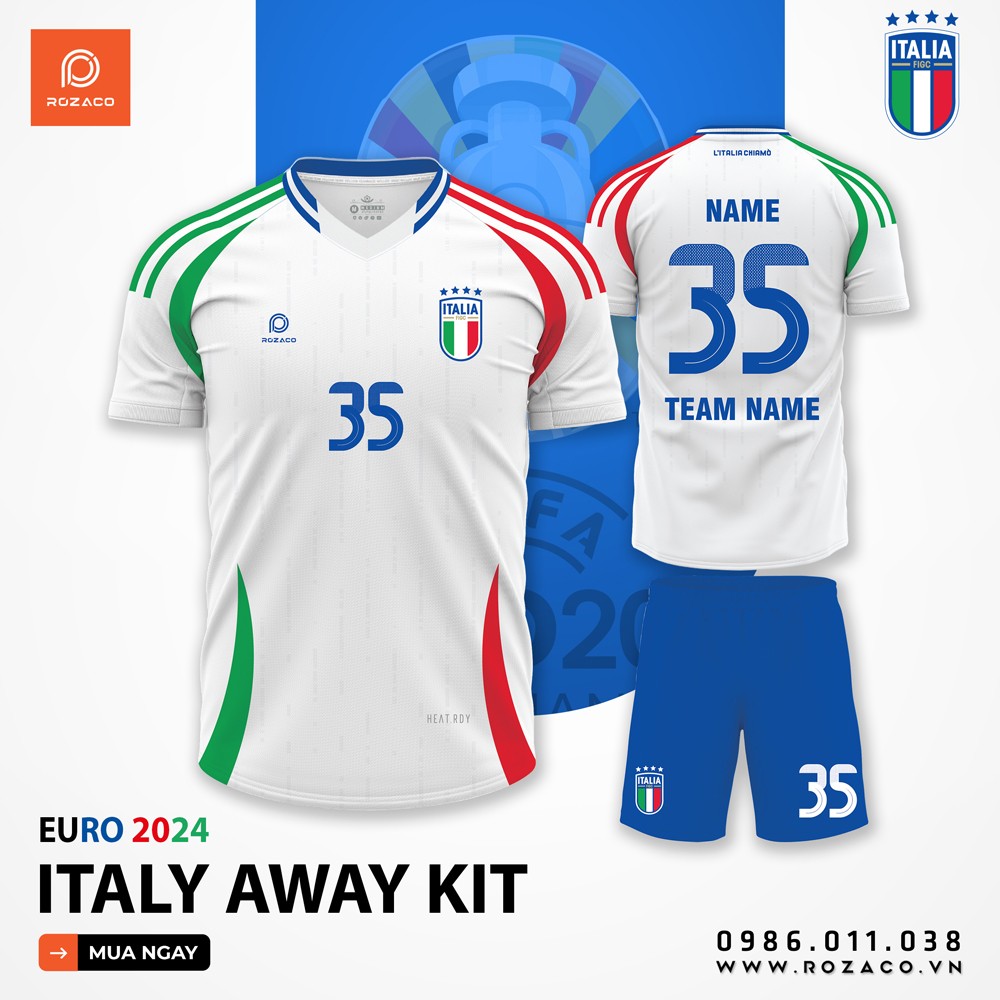 ROZACO
ITALIA
FIGC
L'ITALIA CHIAMÒ
NAME
35
TEAM NAME
ROZACO
ITALIA
FIGC
35
HEAT.RDY
ITALIA
35
EURO 2024
ITALY AWAY KIT
MUA NGAY
0986.011.038
WWW.ROZACO.VN